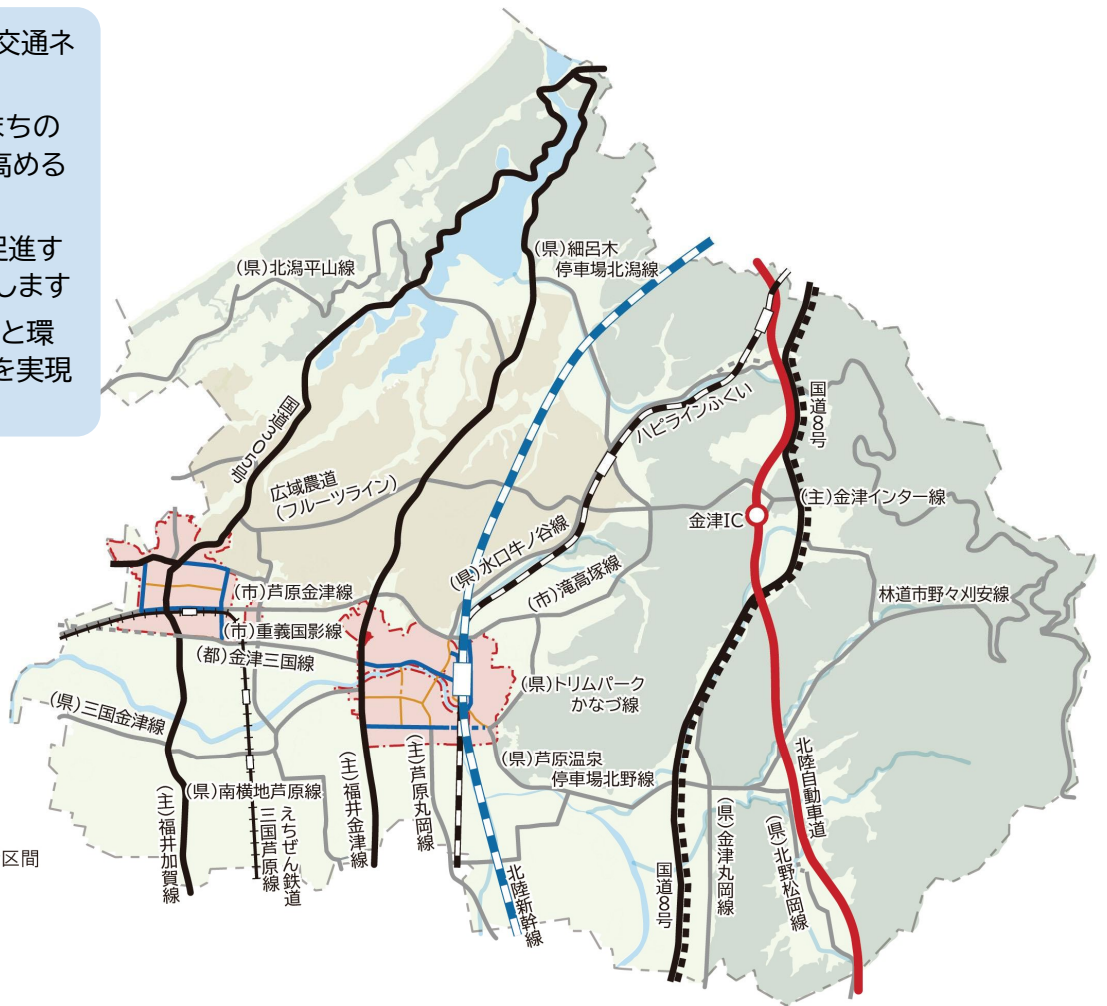 交通ネ
まちの
高める
促進す
します
と環
を実現
(県)北潟平山線
(県)細呂木
停車場北潟線
国道305号
ハピラインふくい
国道8号
広域農道
(フルーツライン)
(主)金津インター線
金津IC
(県)水口牛ノ谷線
(市)滝高塚線
(市)芦原金津線
林道市野々刈安線
(市)重義国影線
(都)金津三国線
(県)トリムパーク
かなづ線
(県)三国金津線
(県)芦原温泉
停車場北野線
(県)南横地芦原線
(主)福井加賀線
えちぜん鉄道
三国芦原線
(主)福井金津線
(主)芦原丸岡線
北陸新幹線
国道8号
(県)金津丸岡線
北陸自動車道
(県)北野松岡線
区間